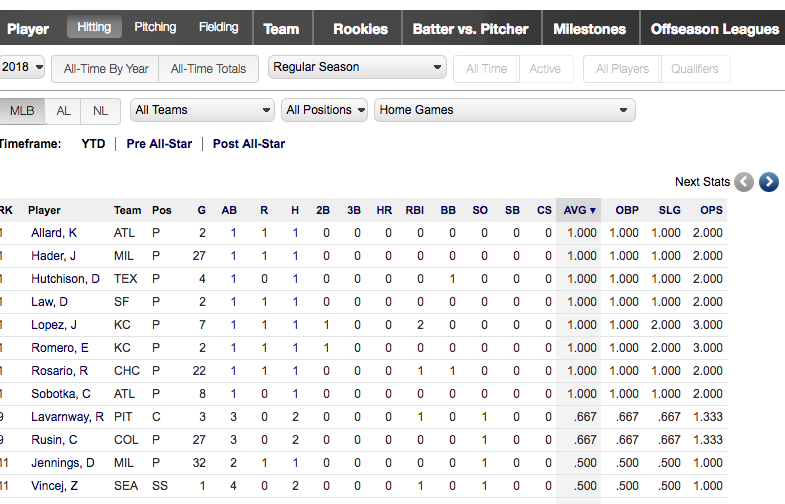 Player Hitting Pitching Fielding Team Rookies Batter vs. Pitcher Milestones Offseason Leagues
2018 All-Time By Year All-Time Totals Regular Season All Time Active All Players Qualifiers
MLB AL NL All Teams All Positions Home Games
Timeframe: YTD Pre All-Star Post All-Star
Next Stats
RK Player Team Pos G AB R H 2B 3B HR RBI BB SO SB CS AVG▼ OBP SLG OPS
1 Allard, K ATL P 2 1 1 1 0 0 0 0 0 0 0 0 1.000 1.000 1.000 2.000
1 Hader, J MIL P 27 1 1 1 0 0 0 0 0 0 0 0 1.000 1.000 1.000 2.000
1 Hutchison, D TEX P 4 1 0 1 0 0 0 0 1 0 0 0 1.000 1.000 1.000 2.000
1 Law, D SF P 2 1 1 1 0 0 0 0 0 0 0 0 1.000 1.000 1.000 2.000
1 Lopez, J KC P 7 1 1 1 1 0 0 2 0 0 0 0 1.000 1.000 2.000 3.000
1 Romero, E KC P 2 1 1 1 1 0 0 0 0 0 0 0 1.000 1.000 2.000 3.000
1 Rosario, R CHC P 22 1 1 1 0 0 0 1 1 0 0 0 1.000 1.000 1.000 2.000
1 Sobotka, C ATL P 8 1 0 1 0 0 0 0 0 0 0 0 1.000 1.000 1.000 2.000
9 Lavarnway, R PIT C 3 3 0 2 0 0 0 1 0 1 0 0 .667 .667 .667 1.333
9 Rusin, C COL P 27 3 0 2 0 0 0 0 0 1 0 0 .667 .667 .667 1.333
11 Jennings, D MIL P 32 2 1 1 0 0 0 0 0 1 0 0 .500 .500 .500 1.000
11 Vincej, Z SEA SS 1 4 0 2 0 0 0 1 0 1 0 0 .500 .500 .500 1.000